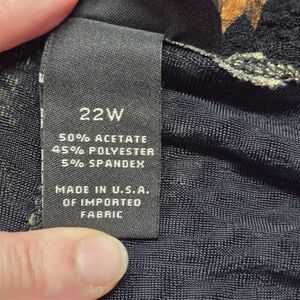 22W
50% ACETATE
45% POLYESTER
5% SPANDEX
MADE IN U.S.A.
OF IMPORTED
FABRIC